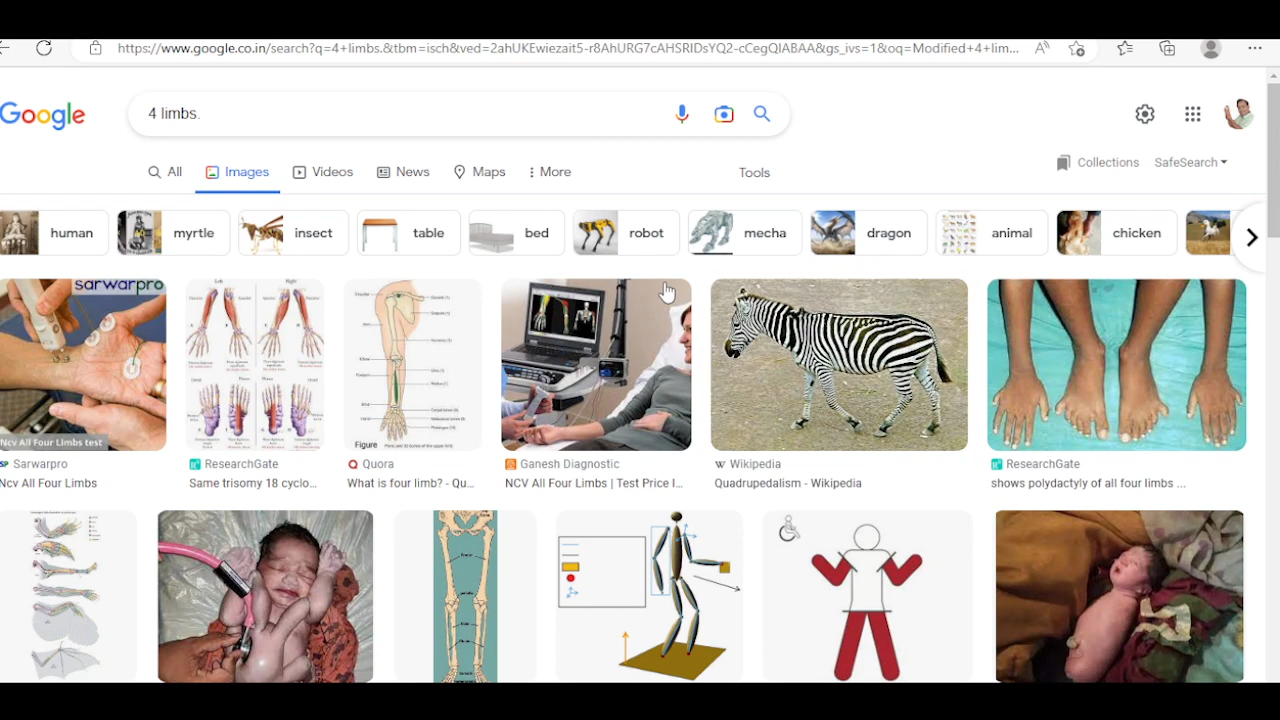 https://www.google.co.in/search?q=4+limbs.&tbm=isch&ved=2ahUKEwiezait5-r8AhURG7cAHSRIDsYQ2-cCegQIABAA&gs_ivs=1&oq=Modified+4+lim...
Google
4 limbs.
All
Images
Videos
News
Maps
More
Tools
Collections
SafeSearch
human
myrtle
insect
table
bed
robot
mecha
dragon
animal
chicken
sarwarpro
Left
Right
Figure
Ncv All Four Limbs test
Sarwarpro
ResearchGate
Quora
Ganesh Diagnostic
Wikipedia
ResearchGate
Ncv All Four Limbs
Same trisomy 18 cyclo...
What is four limb? - Qu...
NCV All Four Limbs | Test Price I...
Quadrupedalism - Wikipedia
shows polydactyly of all four limbs ...